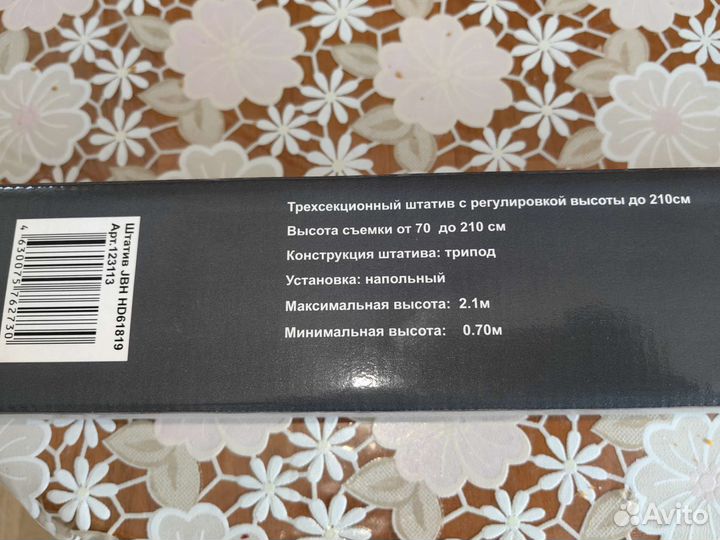 Трехсекционный штатив с регулировкой высоты до 210см
Высота съемки от 70 до 210 см
Конструкция штатива: трипод
Установка: напольный
Максимальная высота: 2.1м
Минимальная высота: 0.70м
Штатив JBH HD61819
Арт.123113
4630075762730
Avito